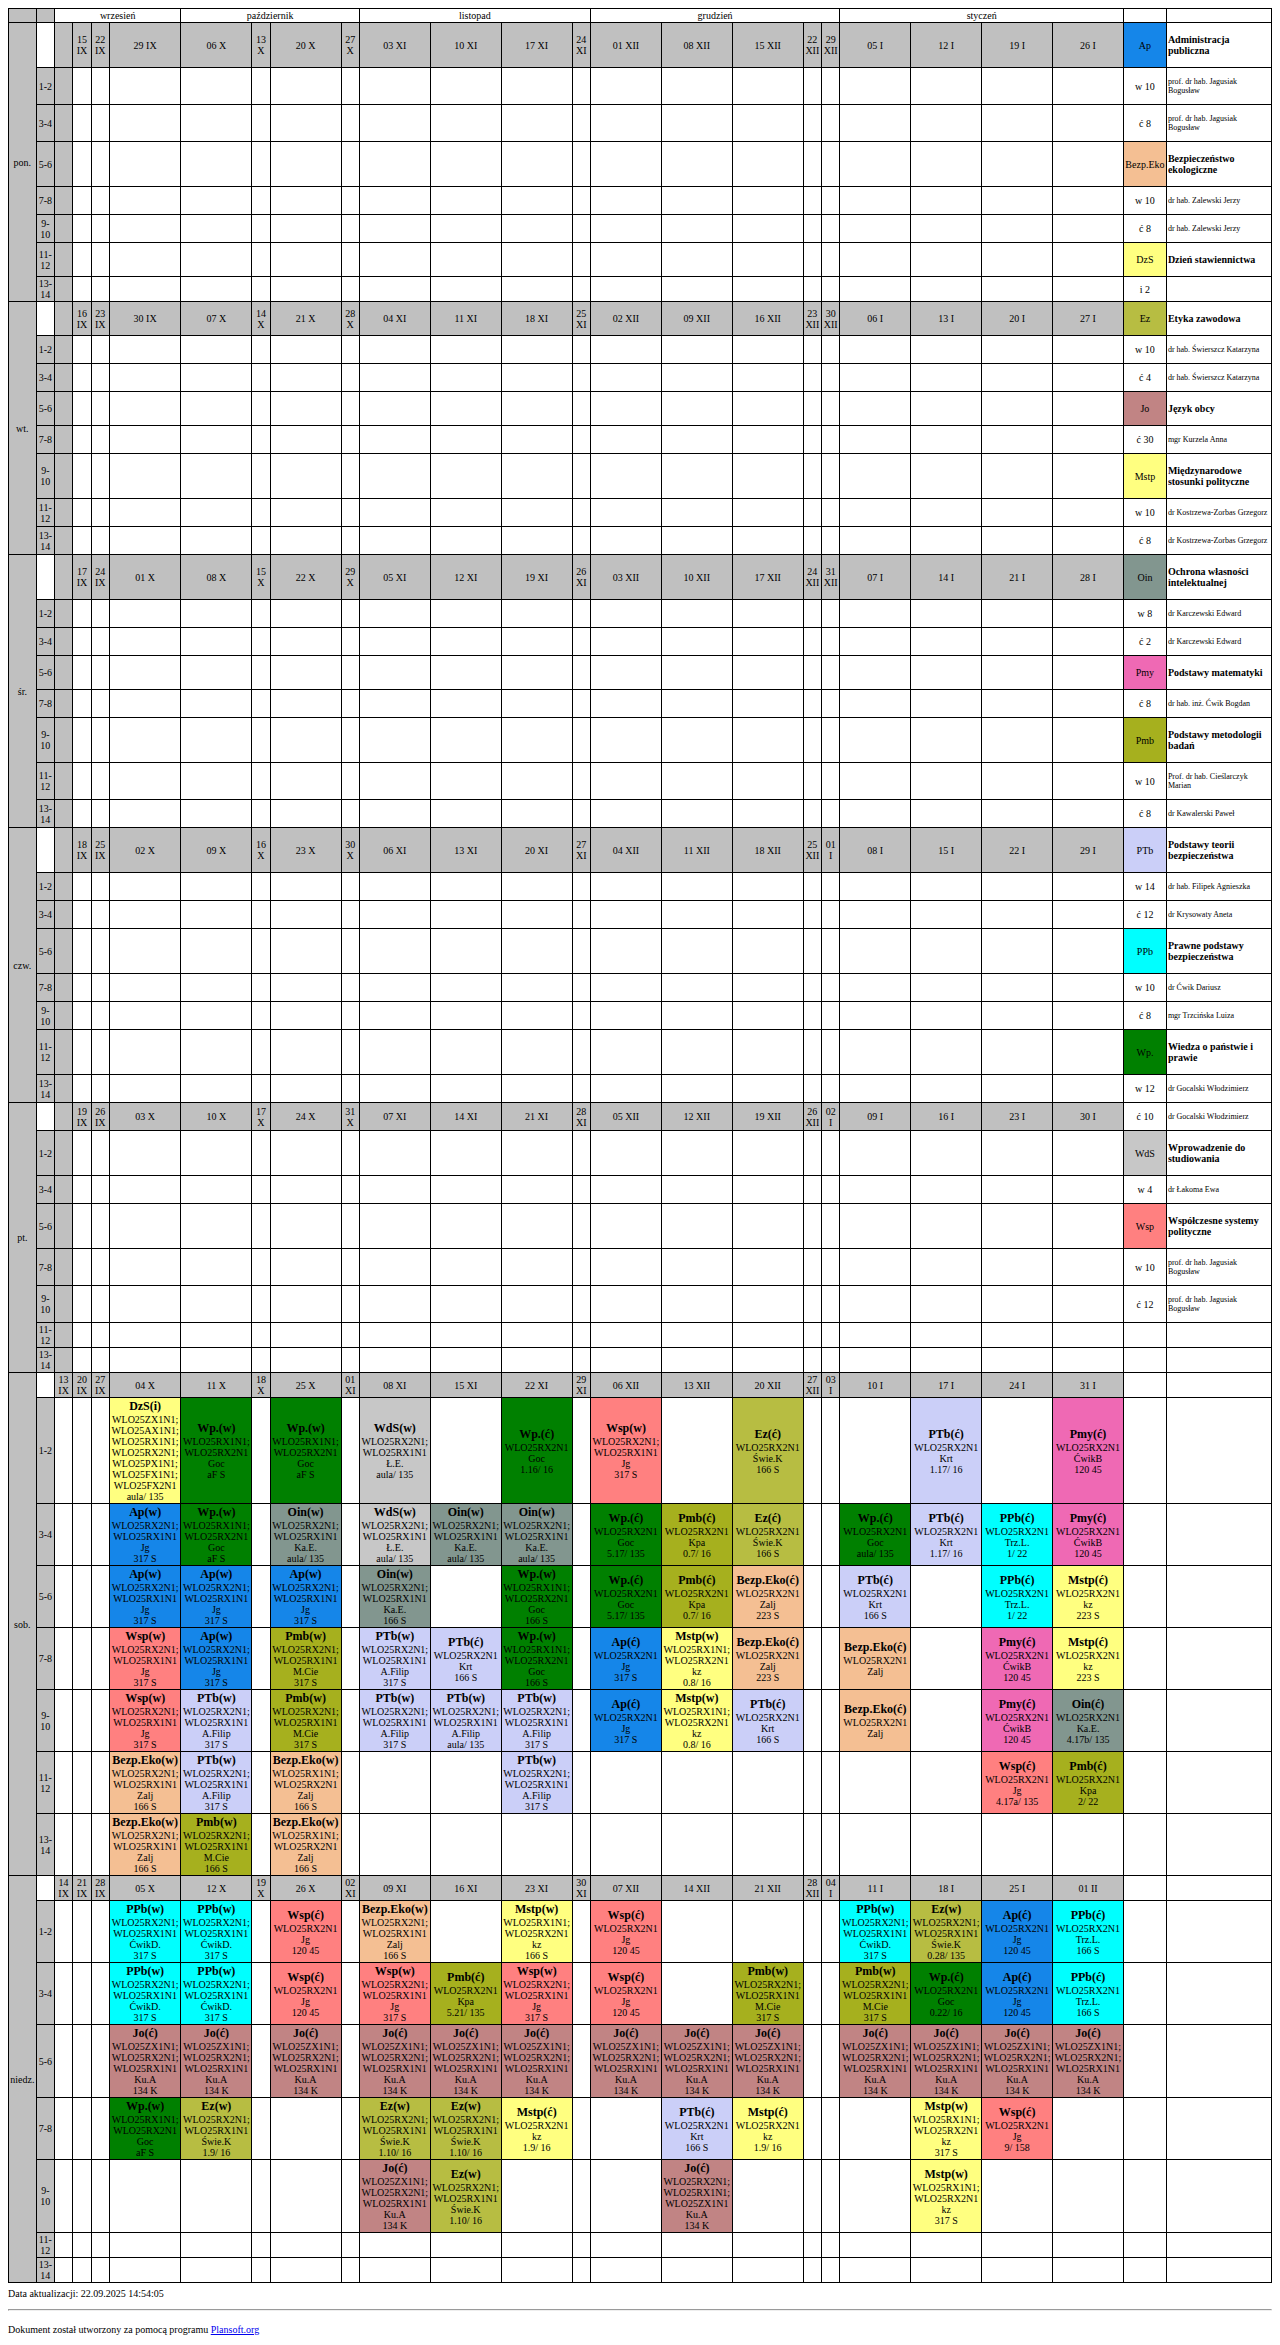 wrzesień październik listopad grudzień styczeń
pon. 15 IX 22 IX 29 IX 06 X 13 X 20 X 27 X 03 XI 10 XI 17 XI 24 XI 01 XII 08 XII 15 XII 22 XII 29 XII 05 I 12 I 19 I 26 I Ap Administracja publiczna
1-2 w 10 prof. dr hab. Jagusiak Bogusław
3-4 ć 8 prof. dr hab. Jagusiak Bogusław
5-6 Bezp.Eko Bezpieczeństwo ekologiczne
7-8 w 10 dr hab. Zalewski Jerzy
9-10 ć 8 dr hab. Zalewski Jerzy
11-12 DzS Dzień stawiennictwa
13-14 i 2
wt. 16 IX 23 IX 30 IX 07 X 14 X 21 X 28 X 04 XI 11 XI 18 XI 25 XI 02 XII 09 XII 16 XII 23 XII 30 XII 06 I 13 I 20 I 27 I Ez Etyka zawodowa
1-2 w 10 dr hab. Świerszcz Katarzyna
3-4 ć 4 dr hab. Świerszcz Katarzyna
5-6 Jo Język obcy
7-8 ć 30 mgr Kurzela Anna
9-10 Mstp Międzynarodowe stosunki polityczne
11-12 w 10 dr Kostrzewa-Zorbas Grzegorz
13-14 ć 8 dr Kostrzewa-Zorbas Grzegorz
śr. 17 IX 24 IX 01 X 08 X 15 X 22 X 29 X 05 XI 12 XI 19 XI 26 XI 03 XII 10 XII 17 XII 24 XII 31 XII 07 I 14 I 21 I 28 I Oin Ochrona własności intelektualnej
1-2 w 8 dr Karczewski Edward
3-4 ć 2 dr Karczewski Edward
5-6 Pmy Podstawy matematyki
7-8 ć 8 dr hab. inż. Ćwik Bogdan
9-10 Pmb Podstawy metodologii badań
11-12 w 10 Prof. dr hab. Cieślarczyk Marian
13-14 ć 8 dr Kawalerski Paweł
czw. 18 IX 25 IX 02 X 09 X 16 X 23 X 30 X 06 XI 13 XI 20 XI 27 XI 04 XII 11 XII 18 XII 25 XII 01 I 08 I 15 I 22 I 29 I PTb Podstawy teorii bezpieczeństwa
1-2 w 14 dr hab. Filipek Agnieszka
3-4 ć 12 dr Krysowaty Aneta
5-6 PPb Prawne podstawy bezpieczeństwa
7-8 w 10 dr Ćwik Dariusz
9-10 ć 8 mgr Trzcińska Luiza
11-12 Wp. Wiedza o państwie i prawie
13-14 w 12 dr Gocalski Włodzimierz
pt. 19 IX 26 IX 03 X 10 X 17 X 24 X 31 X 07 XI 14 XI 21 XI 28 XI 05 XII 12 XII 19 XII 26 XII 02 I 09 I 16 I 23 I 30 I ć 10 dr Gocalski Włodzimierz
1-2 WdS Wprowadzenie do studiowania
3-4 w 4 dr Łakoma Ewa
5-6 Wsp Współczesne systemy polityczne
7-8 w 10 prof. dr hab. Jagusiak Bogusław
9-10 ć 12 prof. dr hab. Jagusiak Bogusław
11-12
13-14
sob. 13 IX 20 IX 27 IX 04 X 11 X 18 X 25 X 01 XI 08 XI 15 XI 22 XI 29 XI 06 XII 13 XII 20 XII 27 XII 03 I 10 I 17 I 24 I 31 I
1-2 DzS(i) WLO25ZX1N1; WLO25AX1N1; WLO25RX1N1; WLO25RX2N1; WLO25PX1N1; WLO25FX1N1; WLO25FX2N1 aula/ 135 Wp.(w) WLO25RX1N1; WLO25RX2N1 Goc aF S Wp.(w) WLO25RX1N1; WLO25RX2N1 Goc aF S WdS(w) WLO25RX2N1; WLO25RX1N1 Ł.E. aula/ 135 Wp.(ć) WLO25RX2N1 Goc 1.16/ 16 Wsp(w) WLO25RX2N1; WLO25RX1N1 Jg 317 S Ez(ć) WLO25RX2N1 Świe.K 166 S PTb(ć) WLO25RX2N1 Krt 1.17/ 16 Pmy(ć) WLO25RX2N1 ĆwikB 120 45
3-4 Ap(w) WLO25RX2N1; WLO25RX1N1 Jg 317 S Wp.(w) WLO25RX1N1; WLO25RX2N1 Goc aF S Oin(w) WLO25RX2N1; WLO25RX1N1 Ka.E. aula/ 135 WdS(w) WLO25RX2N1; WLO25RX1N1 Ł.E. aula/ 135 Oin(w) WLO25RX2N1; WLO25RX1N1 Ka.E. aula/ 135 Oin(w) WLO25RX2N1; WLO25RX1N1 Ka.E. aula/ 135 Wp.(ć) WLO25RX2N1 Goc 5.17/ 135 Pmb(ć) WLO25RX2N1 Kpa 0.7/ 16 Ez(ć) WLO25RX2N1 Świe.K 166 S Wp.(ć) WLO25RX2N1 Goc aula/ 135 PTb(ć) WLO25RX2N1 Krt 1.17/ 16 PPb(ć) WLO25RX2N1 Trz.L. 1/ 22 Pmy(ć) WLO25RX2N1 ĆwikB 120 45
5-6 Ap(w) WLO25RX2N1; WLO25RX1N1 Jg 317 S Ap(w) WLO25RX2N1; WLO25RX1N1 Jg 317 S Ap(w) WLO25RX2N1; WLO25RX1N1 Jg 317 S Oin(w) WLO25RX2N1; WLO25RX1N1 Ka.E. 166 S Wp.(w) WLO25RX1N1; WLO25RX2N1 Goc 166 S Wp.(ć) WLO25RX2N1 Goc 5.17/ 135 Pmb(ć) WLO25RX2N1 Kpa 0.7/ 16 Bezp.Eko(ć) WLO25RX2N1 Zalj 223 S PTb(ć) WLO25RX2N1 Krt 166 S PPb(ć) WLO25RX2N1 Trz.L. 1/ 22 Mstp(ć) WLO25RX2N1 kz 223 S
7-8 Wsp(w) WLO25RX2N1; WLO25RX1N1 Jg 317 S Ap(w) WLO25RX2N1; WLO25RX1N1 Jg 317 S Pmb(w) WLO25RX2N1; WLO25RX1N1 M.Cie 317 S PTb(w) WLO25RX2N1; WLO25RX1N1 A.Filip 317 S PTb(ć) WLO25RX2N1 Krt 166 S Wp.(w) WLO25RX1N1; WLO25RX2N1 Goc 166 S Ap(ć) WLO25RX2N1 Jg 317 S Mstp(w) WLO25RX1N1; WLO25RX2N1 kz 0.8/ 16 Bezp.Eko(ć) WLO25RX2N1 Zalj 223 S Bezp.Eko(ć) WLO25RX2N1 Zalj Pmy(ć) WLO25RX2N1 ĆwikB 120 45 Mstp(ć) WLO25RX2N1 kz 223 S
9-10 Wsp(w) WLO25RX2N1; WLO25RX1N1 Jg 317 S PTb(w) WLO25RX2N1; WLO25RX1N1 A.Filip 317 S Pmb(w) WLO25RX2N1; WLO25RX1N1 M.Cie 317 S PTb(w) WLO25RX2N1; WLO25RX1N1 A.Filip 317 S PTb(w) WLO25RX2N1; WLO25RX1N1 A.Filip aula/ 135 PTb(w) WLO25RX2N1; WLO25RX1N1 A.Filip 317 S Ap(ć) WLO25RX2N1 Jg 317 S Mstp(w) WLO25RX1N1; WLO25RX2N1 kz 0.8/ 16 PTb(ć) WLO25RX2N1 Krt 166 S Bezp.Eko(ć) WLO25RX2N1 Zalj Pmy(ć) WLO25RX2N1 ĆwikB 120 45 Oin(ć) WLO25RX2N1 Ka.E. 4.17b/ 135
11-12 Bezp.Eko(w) WLO25RX2N1; WLO25RX1N1 Zalj 166 S PTb(w) WLO25RX2N1; WLO25RX1N1 A.Filip 317 S Bezp.Eko(w) WLO25RX1N1; WLO25RX2N1 Zalj 166 S PTb(w) WLO25RX2N1; WLO25RX1N1 A.Filip 317 S Wsp(ć) WLO25RX2N1 Jg 4.17a/ 135 Pmb(ć) WLO25RX2N1 Kpa 2/ 22
13-14 Bezp.Eko(w) WLO25RX2N1; WLO25RX1N1 Zalj 166 S Pmb(w) WLO25RX2N1; WLO25RX1N1 M.Cie 166 S Bezp.Eko(w) WLO25RX1N1; WLO25RX2N1 Zalj 166 S
niedz. 14 IX 21 IX 28 IX 05 X 12 X 19 X 26 X 02 XI 09 XI 16 XI 23 XI 30 XI 07 XII 14 XII 21 XII 28 XII 04 I 11 I 18 I 25 I 01 II
1-2 PPb(w) WLO25RX2N1; WLO25RX1N1 ĆwikD. 317 S PPb(w) WLO25RX2N1; WLO25RX1N1 ĆwikD. 317 S Wsp(ć) WLO25RX2N1 Jg 120 45 Bezp.Eko(w) WLO25RX2N1; WLO25RX1N1 Zalj 166 S Mstp(w) WLO25RX1N1; WLO25RX2N1 kz 166 S Wsp(ć) WLO25RX2N1 Jg 120 45 PPb(w) WLO25RX2N1; WLO25RX1N1 ĆwikD. 317 S Ez(w) WLO25RX2N1; WLO25RX1N1 Świe.K 0.28/ 135 Ap(ć) WLO25RX2N1 Jg 120 45 PPb(ć) WLO25RX2N1 Trz.L. 166 S
3-4 PPb(w) WLO25RX2N1; WLO25RX1N1 ĆwikD. 317 S PPb(w) WLO25RX2N1; WLO25RX1N1 ĆwikD. 317 S Wsp(ć) WLO25RX2N1 Jg 120 45 Wsp(w) WLO25RX2N1; WLO25RX1N1 Jg 317 S Pmb(ć) WLO25RX2N1 Kpa 5.21/ 135 Wsp(w) WLO25RX2N1; WLO25RX1N1 Jg 317 S Wsp(ć) WLO25RX2N1 Jg 120 45 Pmb(w) WLO25RX2N1; WLO25RX1N1 M.Cie 317 S Pmb(w) WLO25RX2N1; WLO25RX1N1 M.Cie 317 S Wp.(ć) WLO25RX2N1 Goc 0.22/ 16 Ap(ć) WLO25RX2N1 Jg 120 45 PPb(ć) WLO25RX2N1 Trz.L. 166 S
5-6 Jo(ć) WLO25ZX1N1; WLO25RX2N1; WLO25RX1N1 Ku.A 134 K Jo(ć) WLO25ZX1N1; WLO25RX2N1; WLO25RX1N1 Ku.A 134 K Jo(ć) WLO25ZX1N1; WLO25RX2N1; WLO25RX1N1 Ku.A 134 K Jo(ć) WLO25ZX1N1; WLO25RX2N1; WLO25RX1N1 Ku.A 134 K Jo(ć) WLO25ZX1N1; WLO25RX2N1; WLO25RX1N1 Ku.A 134 K Jo(ć) WLO25ZX1N1; WLO25RX2N1; WLO25RX1N1 Ku.A 134 K Jo(ć) WLO25ZX1N1; WLO25RX2N1; WLO25RX1N1 Ku.A 134 K Jo(ć) WLO25ZX1N1; WLO25RX2N1; WLO25RX1N1 Ku.A 134 K Jo(ć) WLO25ZX1N1; WLO25RX2N1; WLO25RX1N1 Ku.A 134 K Jo(ć) WLO25ZX1N1; WLO25RX2N1; WLO25RX1N1 Ku.A 134 K Jo(ć) WLO25ZX1N1; WLO25RX2N1; WLO25RX1N1 Ku.A 134 K Jo(ć) WLO25ZX1N1; WLO25RX2N1; WLO25RX1N1 Ku.A 134 K Jo(ć) WLO25ZX1N1; WLO25RX2N1; WLO25RX1N1 Ku.A 134 K
7-8 Wp.(w) WLO25RX1N1; WLO25RX2N1 Goc aF S Ez(w) WLO25RX2N1; WLO25RX1N1 Świe.K 1.9/ 16 Ez(w) WLO25RX2N1; WLO25RX1N1 Świe.K 1.10/ 16 Ez(w) WLO25RX2N1; WLO25RX1N1 Świe.K 1.10/ 16 Mstp(ć) WLO25RX2N1 kz 1.9/ 16 PTb(ć) WLO25RX2N1 Krt 166 S Mstp(ć) WLO25RX2N1 kz 1.9/ 16 Mstp(w) WLO25RX1N1; WLO25RX2N1 kz 317 S Wsp(ć) WLO25RX2N1 Jg 9/ 158
9-10 Jo(ć) WLO25ZX1N1; WLO25RX2N1; WLO25RX1N1 Ku.A 134 K Ez(w) WLO25RX2N1; WLO25RX1N1 Świe.K 1.10/ 16 Jo(ć) WLO25RX2N1; WLO25RX1N1; WLO25ZX1N1 Ku.A 134 K Mstp(w) WLO25RX1N1; WLO25RX2N1 kz 317 S
11-12
13-14
Data aktualizacji: 22.09.2025 14:54:05
Dokument został utworzony za pomocą programu Plansoft.org